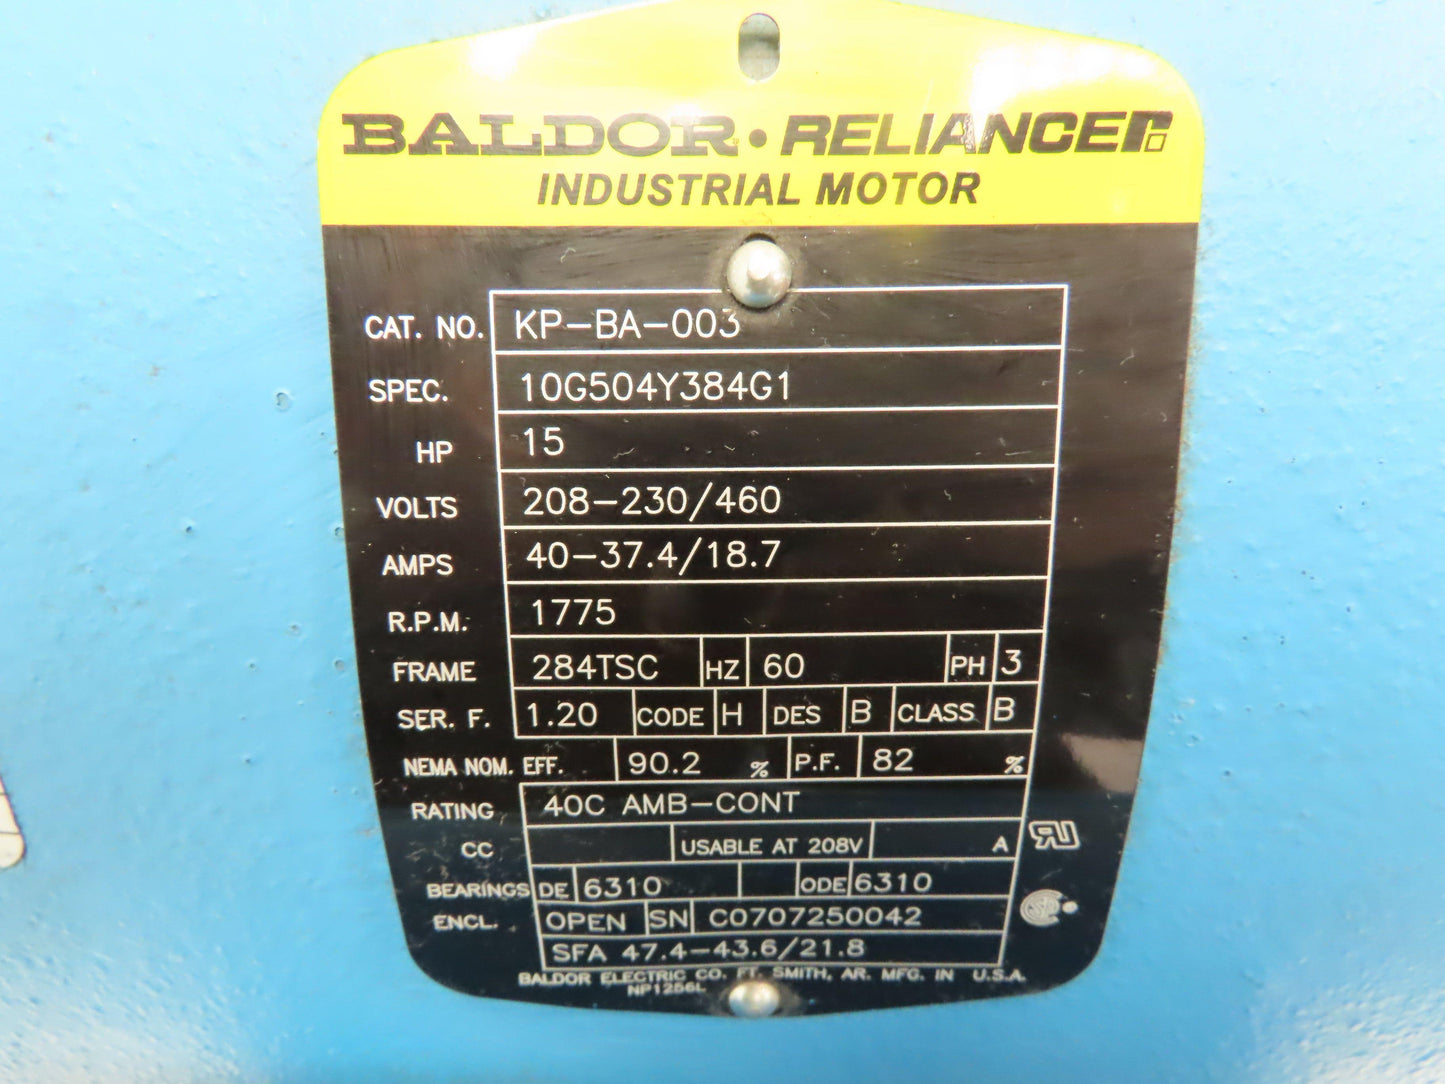 BALDOR · RELIANCE
INDUSTRIAL MOTOR
CAT. NO. KP-BA-003
SPEC. 10G504Y384G1
HP 15
VOLTS 208-230/460
AMPS 40-37.4/18.7
R.P.M. 1775
FRAME 284TSC HZ 60 PH 3
SER. F. 1.20 CODE H DES B CLASS B
NEMA NOM. EFF. 90.2 % P.F. 82 %
RATING 40C AMB-CONT
CC USABLE AT 208V A
BEARINGS DE 6310 ODE 6310
ENCL. OPEN SN C0707250042
SFA 47.4-43.6/21.8
BALDOR ELECTRIC CO. FT. SMITH, AR. MFG. IN U.S.A.
NP1256L